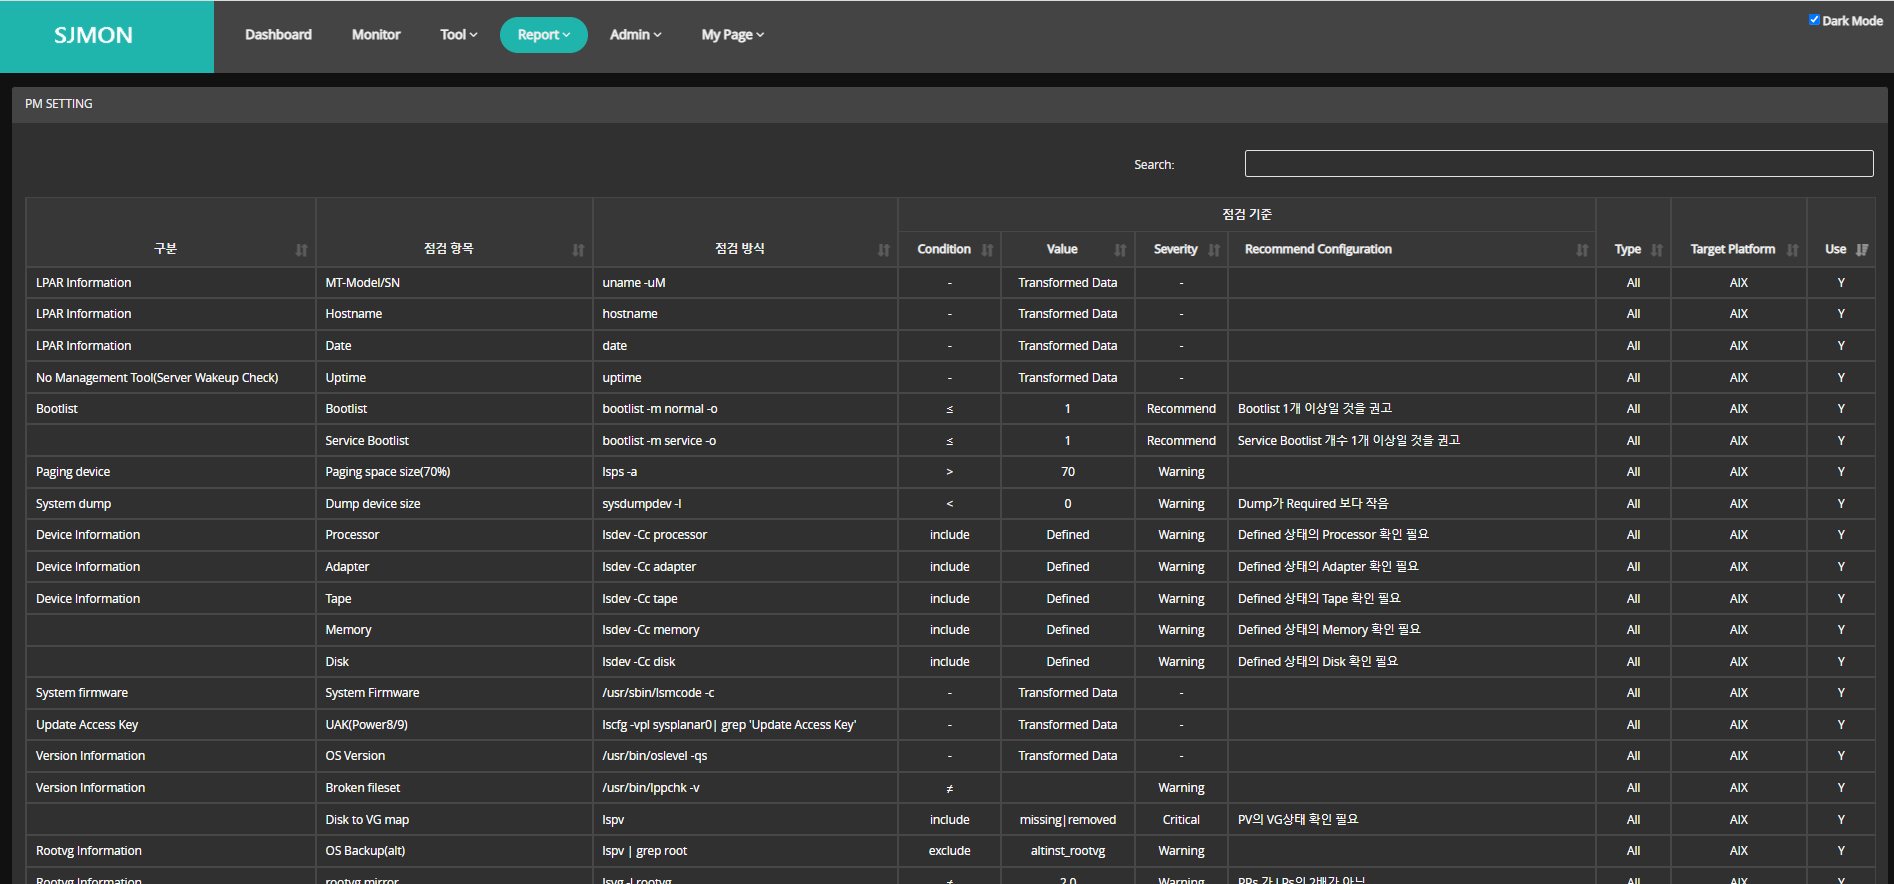 SJMON
Dashboard Monitor Tool Report Admin My Page Dark Mode
PM SETTING
Search:
점검 기준
구분 점검 항목 점검 방식 Condition Value Severity Recommend Configuration Type Target Platform Use
LPAR Information MT-Model/SN uname -uM - Transformed Data - All AIX Y
LPAR Information Hostname hostname - Transformed Data - All AIX Y
LPAR Information Date date - Transformed Data - All AIX Y
No Management Tool(Server Wakeup Check) Uptime uptime - Transformed Data - All AIX Y
Bootlist Bootlist bootlist -m normal -o ≤ 1 Recommend Bootlist 1개 이상일 것을 권고 All AIX Y
Service Bootlist bootlist -m service -o ≤ 1 Recommend Service Bootlist 개수 1개 이상일 것을 권고 All AIX Y
Paging device Paging space size(70%) lsps -a > 70 Warning All AIX Y
System dump Dump device size sysdumpdev -l < 0 Warning Dump가 Required 보다 작음 All AIX Y
Device Information Processor lsdev -Cc processor include Defined Warning Defined 상태의 Processor 확인 필요 All AIX Y
Device Information Adapter lsdev -Cc adapter include Defined Warning Defined 상태의 Adapter 확인 필요 All AIX Y
Device Information Tape lsdev -Cc tape include Defined Warning Defined 상태의 Tape 확인 필요 All AIX Y
Memory lsdev -Cc memory include Defined Warning Defined 상태의 Memory 확인 필요 All AIX Y
Disk lsdev -Cc disk include Defined Warning Defined 상태의 Disk 확인 필요 All AIX Y
System firmware System Firmware /usr/sbin/lsmcode -c - Transformed Data - All AIX Y
Update Access Key UAK(Power8/9) lscfg -vpl sysplanar0| grep 'Update Access Key' - Transformed Data - All AIX Y
Version Information OS Version /usr/bin/oslevel -qs - Transformed Data - All AIX Y
Version Information Broken fileset /usr/bin/lppchk -v ≠ Warning All AIX Y
Disk to VG map lspv include missing|removed Critical PV의 VG상태 확인 필요 All AIX Y
Rootvg Information OS Backup(alt) lspv | grep root exclude altinst_rootvg Warning All AIX Y
Rootvg Information rootvg mirror lsvg -l rootvg ≠ 2.0 Warning PPs 가 LPs의 2배가 아님 All AIX Y